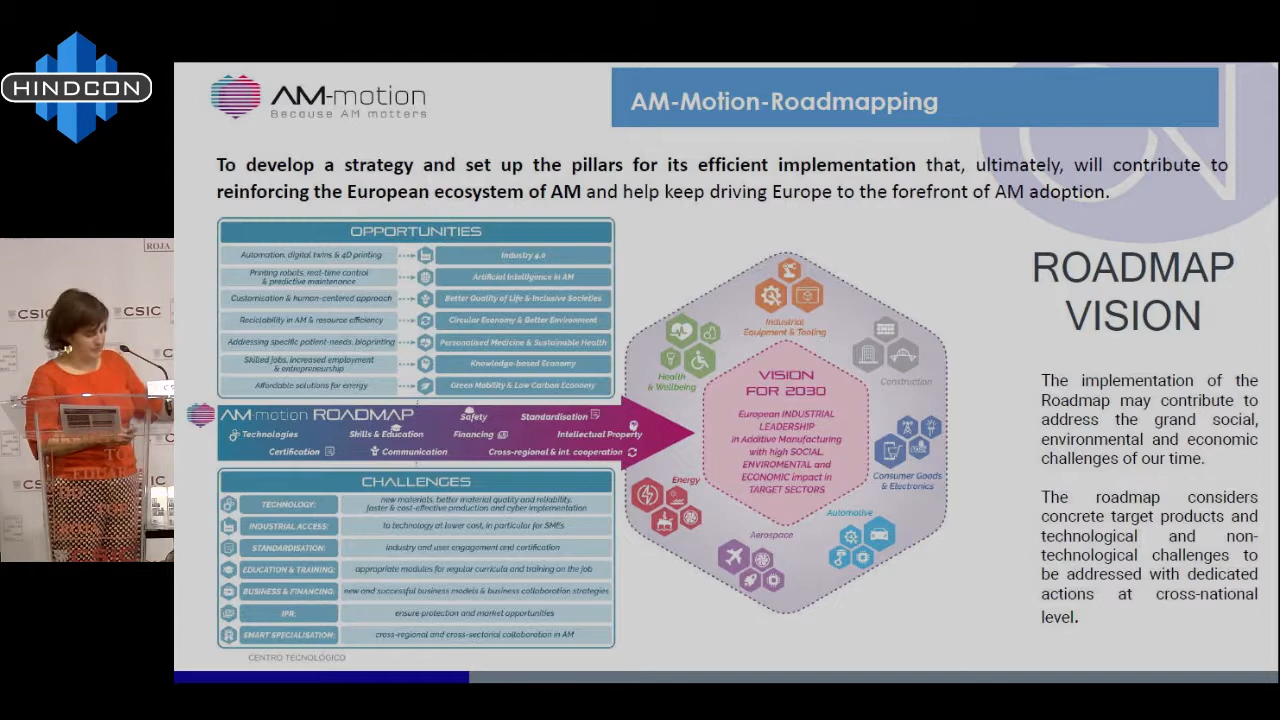 HINDCON
AM-motion
Because AM matters
AM-Motion-Roadmapping
To develop a strategy and set up the pillars for its efficient implementation that, ultimately, will contribute to
reinforcing the European ecosystem of AM and help keep driving Europe to the forefront of AM adoption.
OPPORTUNITIES
Automation, digital twins & 4D printing
Industry 4.0
Printing robots, real-time control
& predictive maintenance
Artificial Intelligence in AM
Customisation & human-centered approach
Better Quality of Life & Inclusive Societies
Reciclability in AM & resource efficiency
Circular Economy & Better Environment
Addressing specific patient-needs, bioprinting
Personalised Medicine & Sustainable Health
Skilled jobs, increased employment
& entrepreneurship
Knowledge-based Economy
Affordable solutions for energy
Green Mobility & Low Carbon Economy
AM-motion ROADMAP
Safety
Standardisation
Technologies
Skills & Education
Financing
Intellectual Property
Certification
Communication
Cross-regional & int. cooperation
CHALLENGES
TECHNOLOGY:
new materials, better material quality and reliability,
faster & cost-effective production and cyber implementation
INDUSTRIAL ACCESS:
to technology at lower cost, in particular for SMEs
STANDARDISATION:
industry and user engagement and certification
EDUCATION & TRAINING:
appropriate modules for regular curricula and training on the job
BUSINESS & FINANCING:
new and successful business models & business collaboration strategies
IPR:
ensure protection and market opportunities
SMART SPECIALISATION:
cross-regional and cross-sectorial collaboration in AM
CENTRO TECNOLÓGICO
Industrial
Equipment & Tooling
Health
& Wellbeing
Construction
VISION
FOR 2030
European INDUSTRIAL
LEADERSHIP
in Additive Manufacturing
with high SOCIAL,
ENVIROMENTAL and
ECONOMIC impact in
TARGET SECTORS
Consumer Goods
& Electronics
Energy
Automotive
Aerospace
ROADMAP
VISION
The implementation of the
Roadmap may contribute to
address the grand social,
environmental and economic
challenges of our time.
The roadmap considers
concrete target products and
technological and non-
technological challenges to
be addressed with dedicated
actions at cross-national
level.
ROJA
CSIC
CSIC